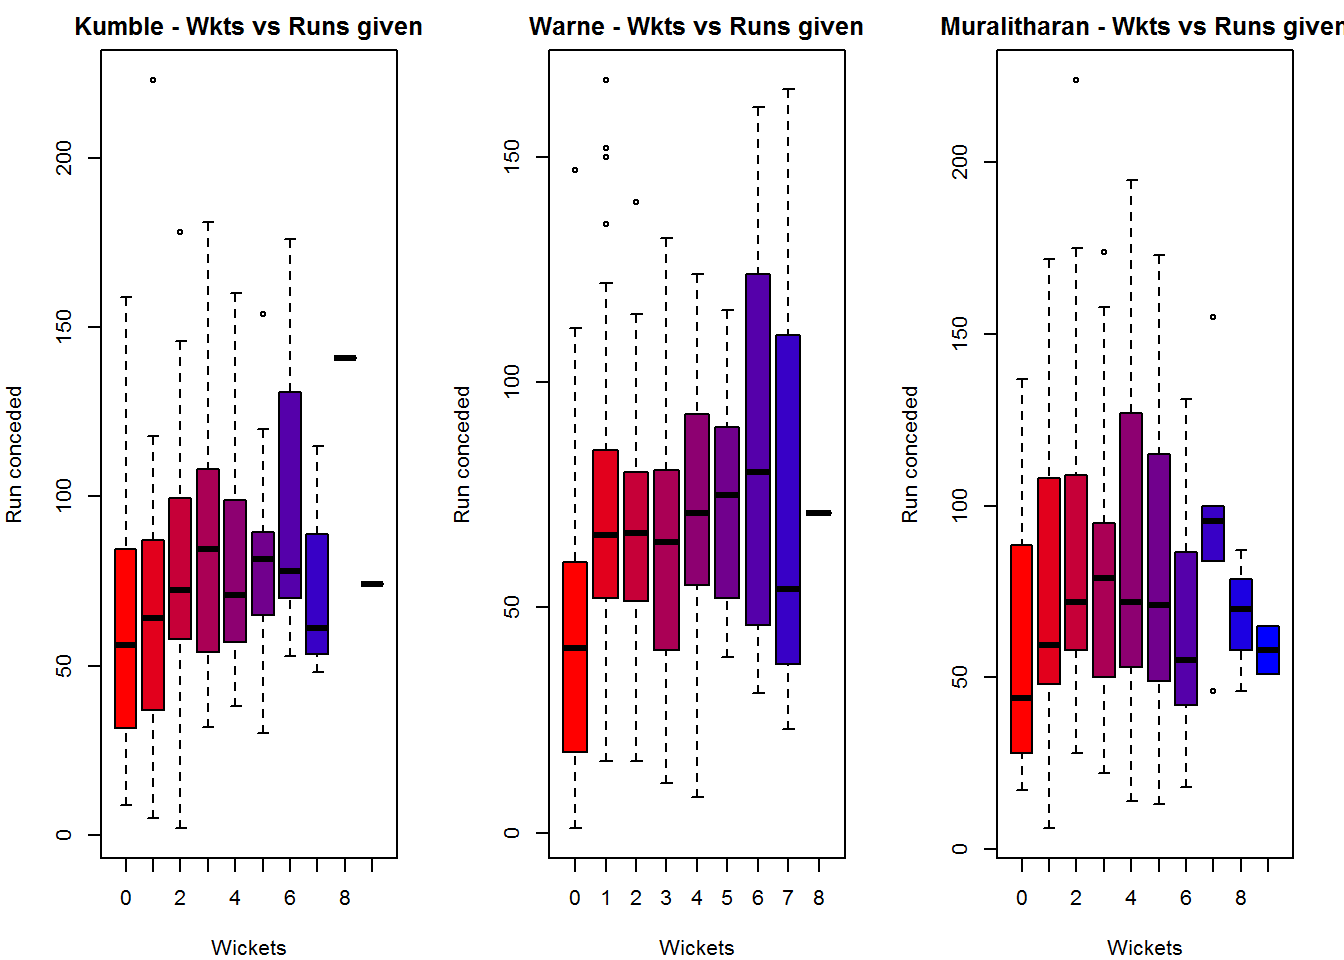 Kumble - Wkts vs Runs given
Run conceded
200
150
100
50
0
0 2 4 6 8
Wickets
Warne - Wkts vs Runs given
Run conceded
150
100
50
0
0 1 2 3 4 5 6 7 8
Wickets
Muralitharan - Wkts vs Runs given
Run conceded
200
150
100
50
0
0 2 4 6 8
Wickets